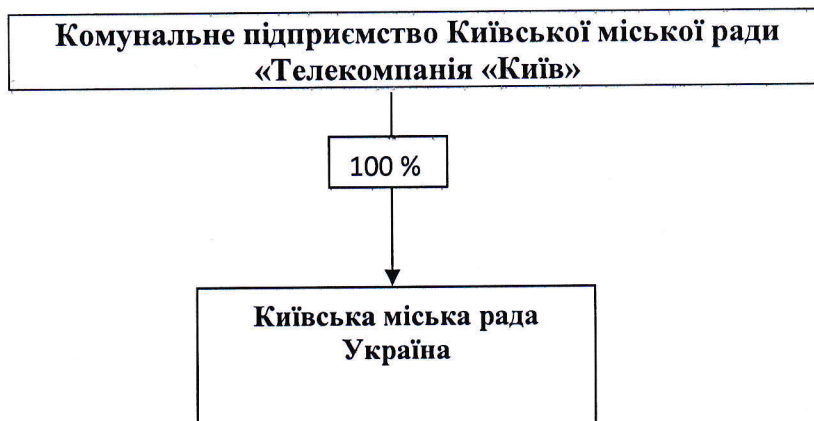 Комунальне підприємство Київської міської ради
«Телекомпанія «Київ»
100 %
Київська міська рада
Україна